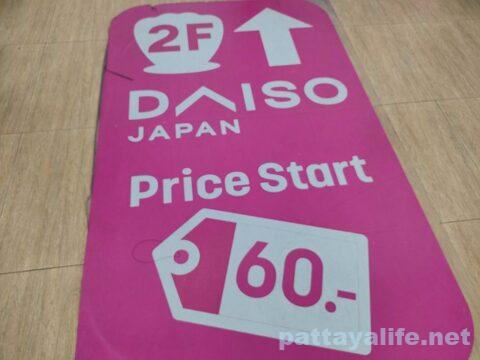 2F
DAISO
JAPAN
Price Start
60.-
pattayalife.net